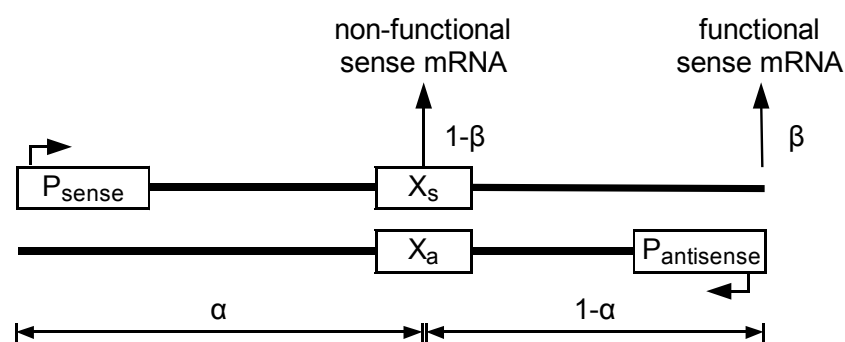 non-functional
sense mRNA
functional
sense mRNA
1-β
β
Psense
Xs
Xa
Pantisense
α
1-α